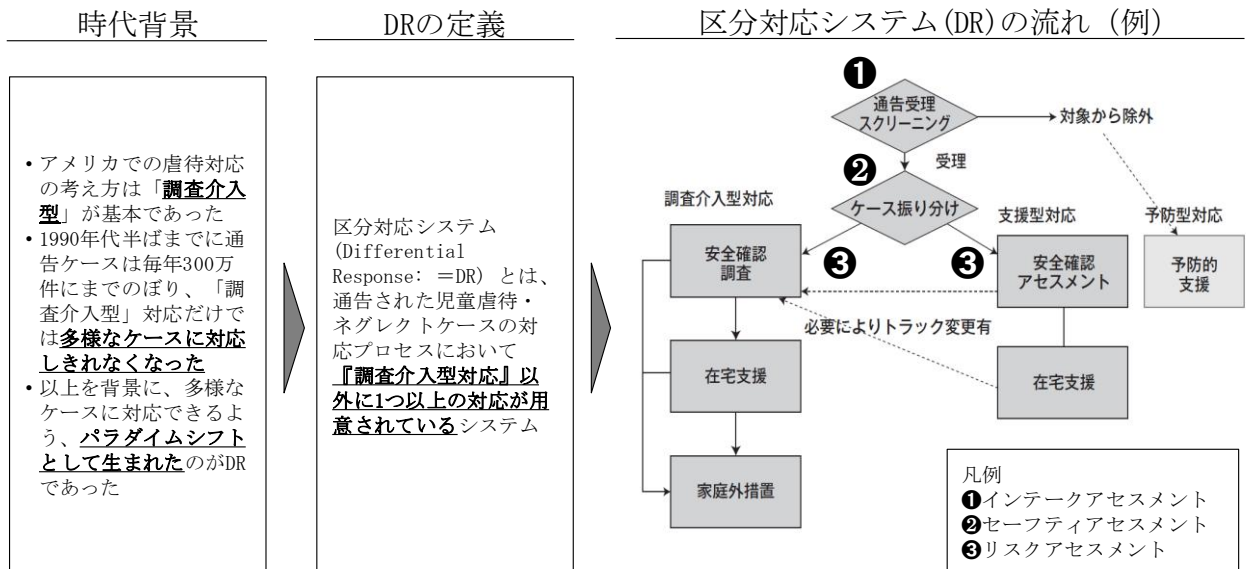 時代背景
DRの定義
区分対応システム(DR)の流れ（例）
• アメリカでの虐待対応
の考え方は「調査介入
型」が基本であった
• 1990年代半ばまでに通
告ケースは毎年300万
件にまでのぼり、「調
査介入型」対応だけで
は多様なケースに対応
しきれなくなった
• 以上を背景に、多様な
ケースに対応できるよ
う、パラダイムシフト
として生まれたのがDR
であった
区分対応システム
(Differential
Response: ＝DR) とは、
通告された児童虐待・
ネグレクトケースの対
応プロセスにおいて
『調査介入型対応』以
外に1つ以上の対応が用
意されているシステム
❶
通告受理
スクリーニング
対象から除外
受理
❷
ケース振り分け
調査介入型対応
支援型対応
予防型対応
安全確認
調査
❸
❸
安全確認
アセスメント
予防的
支援
必要によりトラック変更有
在宅支援
在宅支援
家庭外措置
凡例
❶インテークアセスメント
❷セーフティアセスメント
❸リスクアセスメント